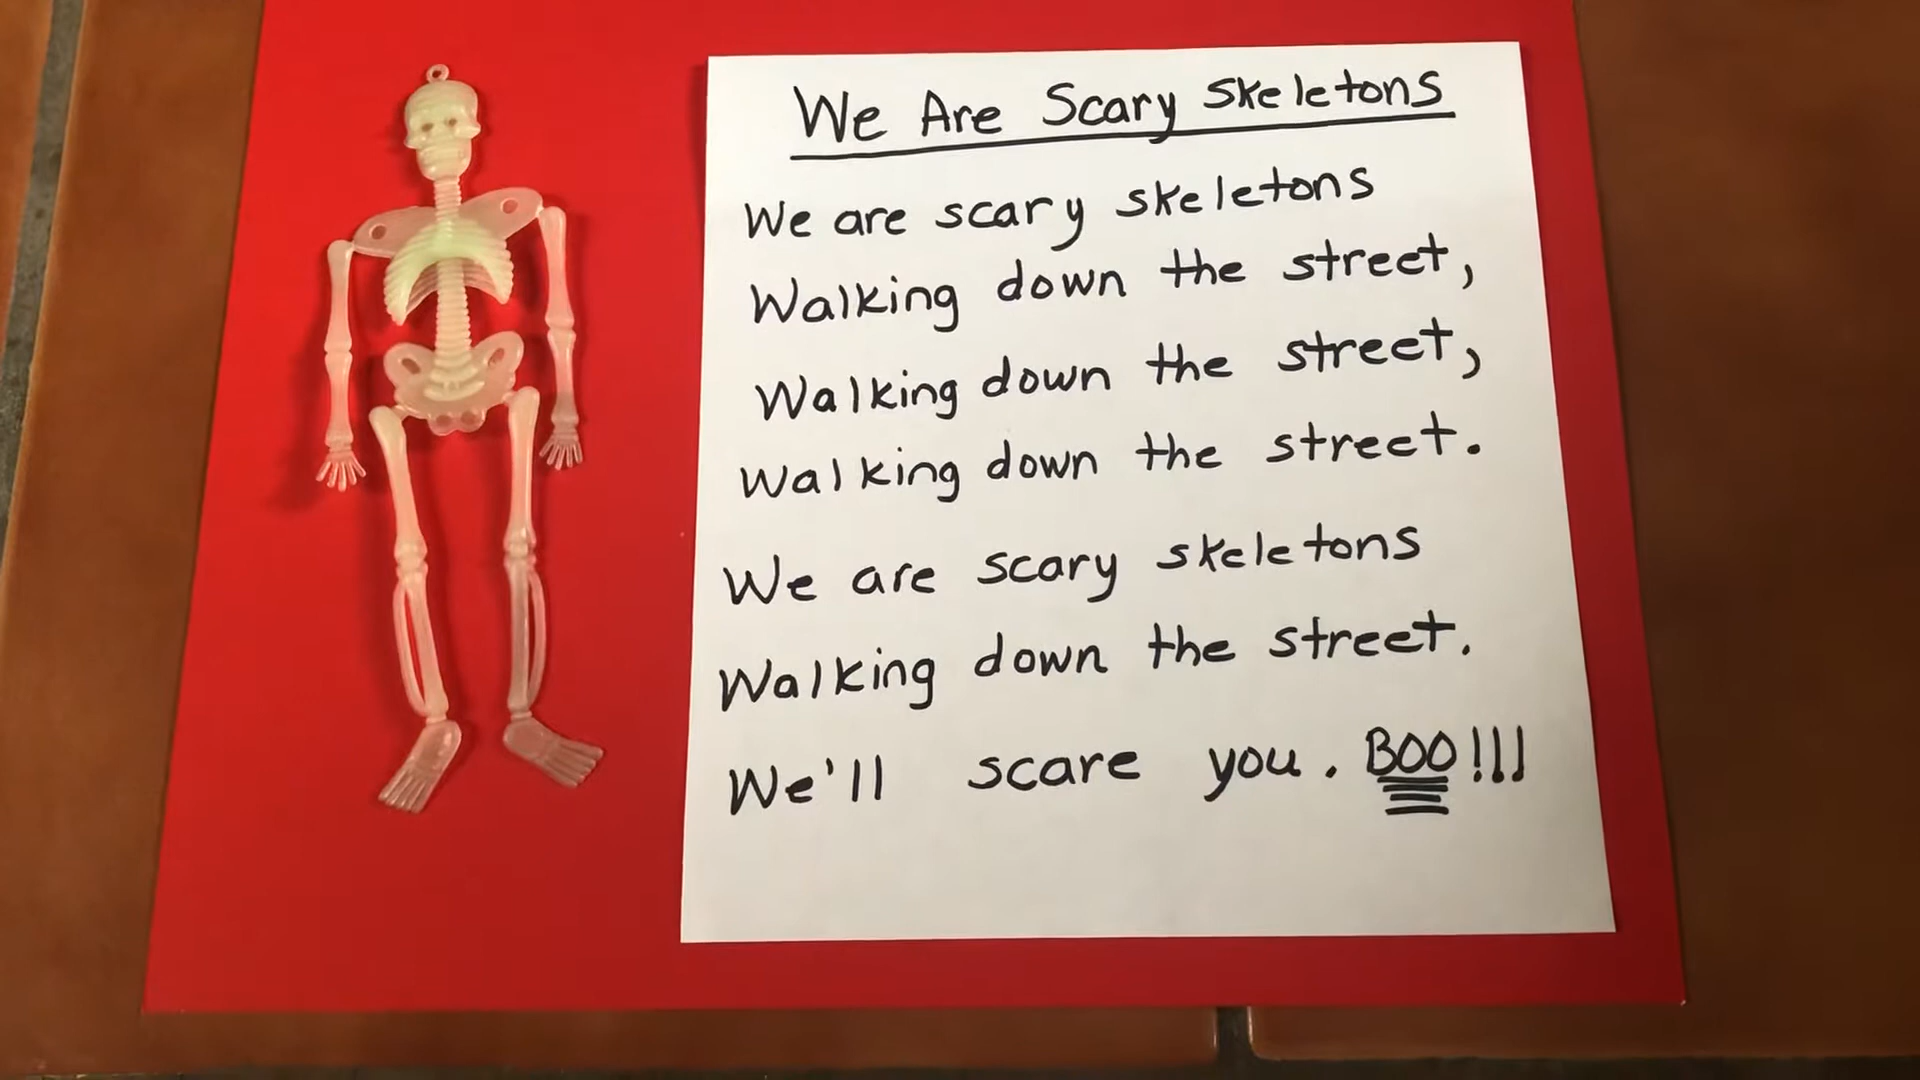 We Are Scary Skeletons
We are scary skeletons
Walking down the street,
Walking down the street,
Walking down the street.
We are scary skeletons
Walking down the street.
We'll scare you. BOO!!!